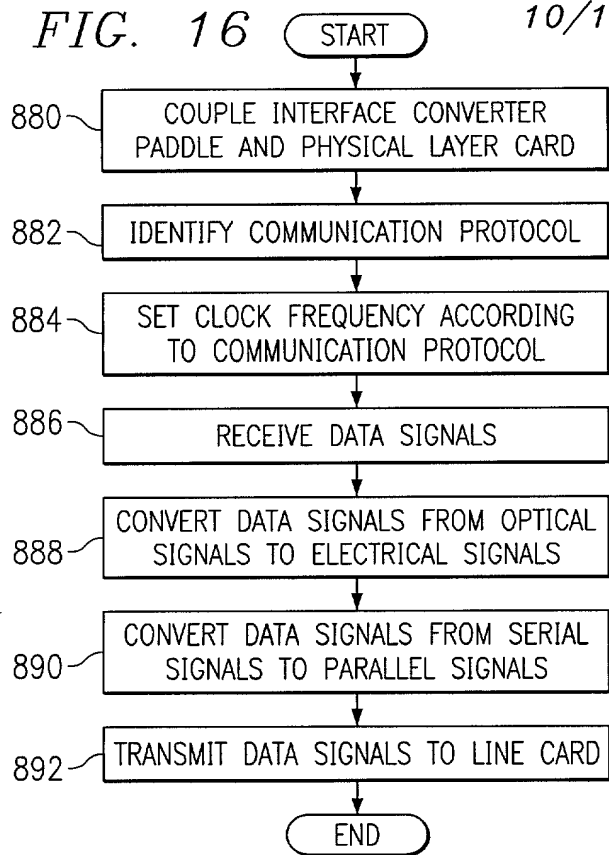 FIG. 16
10/1
START
880
COUPLE INTERFACE CONVERTER
PADDLE AND PHYSICAL LAYER CARD
882
IDENTIFY COMMUNICATION PROTOCOL
884
SET CLOCK FREQUENCY ACCORDING
TO COMMUNICATION PROTOCOL
886
RECEIVE DATA SIGNALS
888
CONVERT DATA SIGNALS FROM OPTICAL
SIGNALS TO ELECTRICAL SIGNALS
890
CONVERT DATA SIGNALS FROM SERIAL
SIGNALS TO PARALLEL SIGNALS
892
TRANSMIT DATA SIGNALS TO LINE CARD
END